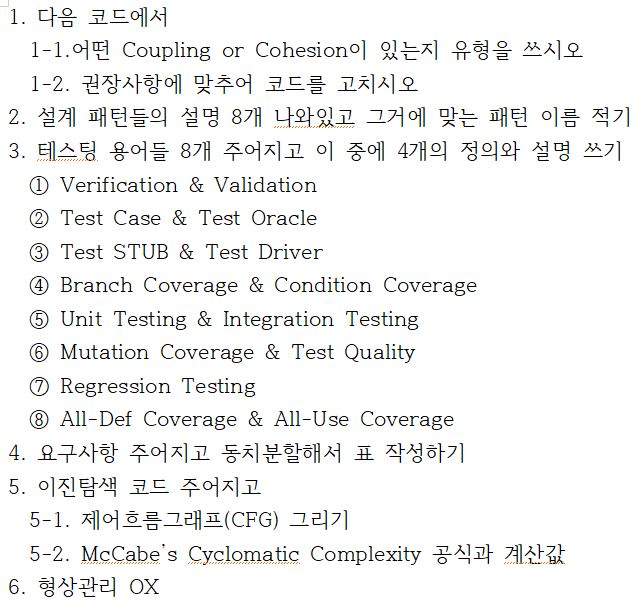 1. 다음 코드에서
1-1.어떤 Coupling or Cohesion이 있는지 유형을 쓰시오
1-2. 권장사항에 맞추어 코드를 고치시오
2. 설계 패턴들의 설명 8개 나와있고 그거에 맞는 패턴 이름 적기
3. 테스팅 용어들 8개 주어지고 이 중에 4개의 정의와 설명 쓰기
① Verification & Validation
② Test Case & Test Oracle
③ Test STUB & Test Driver
④ Branch Coverage & Condition Coverage
⑤ Unit Testing & Integration Testing
⑥ Mutation Coverage & Test Quality
⑦ Regression Testing
⑧ All-Def Coverage & All-Use Coverage
4. 요구사항 주어지고 동치분할해서 표 작성하기
5. 이진탐색 코드 주어지고
5-1. 제어흐름그래프(CFG) 그리기
5-2. McCabe's Cyclomatic Complexity 공식과 계산값
6. 형상관리 OX